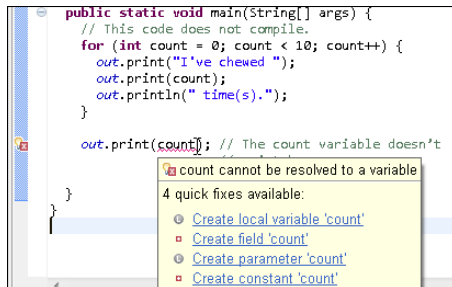 public static void main(String[] args) {
// This code does not compile.
for (int count = 0; count < 10; count++) {
out.print("I've chewed ");
out.print(count);
out.println(" time(s).");
}
out.print(count); // The count variable doesn't
count cannot be resolved to a variable
4 quick fixes available:
Create local variable 'count'
Create field 'count'
Create parameter 'count'
Create constant 'count'
}
}